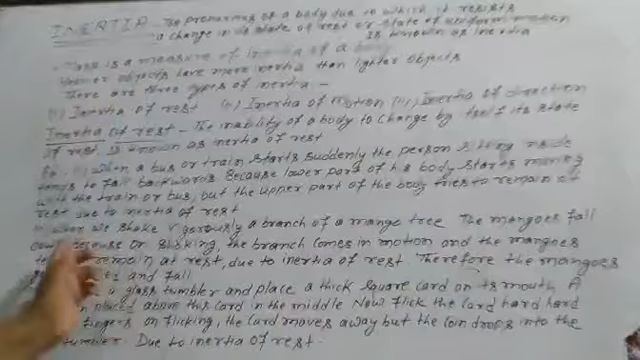 INERTIA - The of a body due to which it resists
a change in its state of rest or state of uniform motion
Is known as inertia
Mass is a measure of inertia of a body
objects have more inertia than lighter objects
There are three types of inertia -
(i) Inertia of rest (ii) Inertia of motion (iii) Inertia of direction
Inertia of rest - The inability of a body to change by itself its state
of rest is known as inertia of rest
(i) When a bus or train starts suddenly the person sitting inside
tends to fall backwards Because lower part of his body starts moving
with the train or bus, but the upper part of the body tries to remain at
rest due to inertia of rest
when we shake vigorously a branch of a mango tree The mangoes fall
because of shaking, the branch comes in motion and the mangoes
remain at rest, due to inertia of rest. Therefore the mangoes
and fall
a glass tumbler and place a thick square card on its mouth. A
placed above this card in the middle Now flick the card hard
fingers on flicking, the card moves away but the coin drops into the
tumbler. Due to inertia of rest.